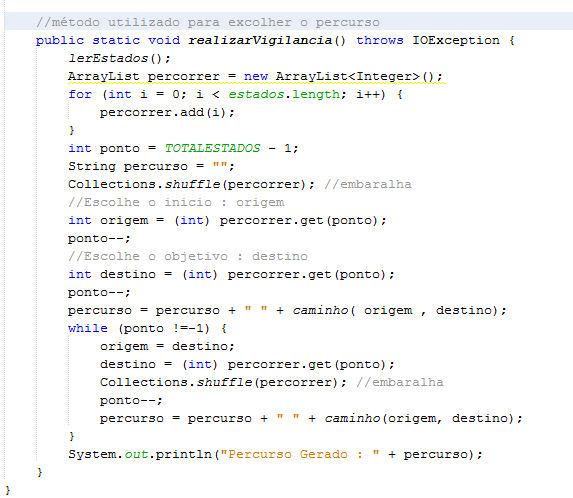 //método utilizado para excolher o percurso
public static void realizarVigilancia() throws IOException {
lerEstados();
ArrayList percorrer = new ArrayList<Integer>();
for (int i = 0; i < estados.length; i++) {
percorrer.add(i);
}
int ponto = TOTALESTADOS - 1;
String percurso = "";
Collections.shuffle(percorrer); //embaralha
//Escolhe o inicio : origem
int origem = (int) percorrer.get(ponto);
ponto--;
//Escolhe o objetivo : destino
int destino = (int) percorrer.get(ponto);
ponto--;
percurso = percurso + " " + caminho( origem , destino);
while (ponto !=-1) {
origem = destino;
destino = (int) percorrer.get(ponto);
Collections.shuffle(percorrer); //embaralha
ponto--;
percurso = percurso + " " + caminho(origem, destino);
}
System.out.println("Percurso Gerado : " + percurso);
}
}